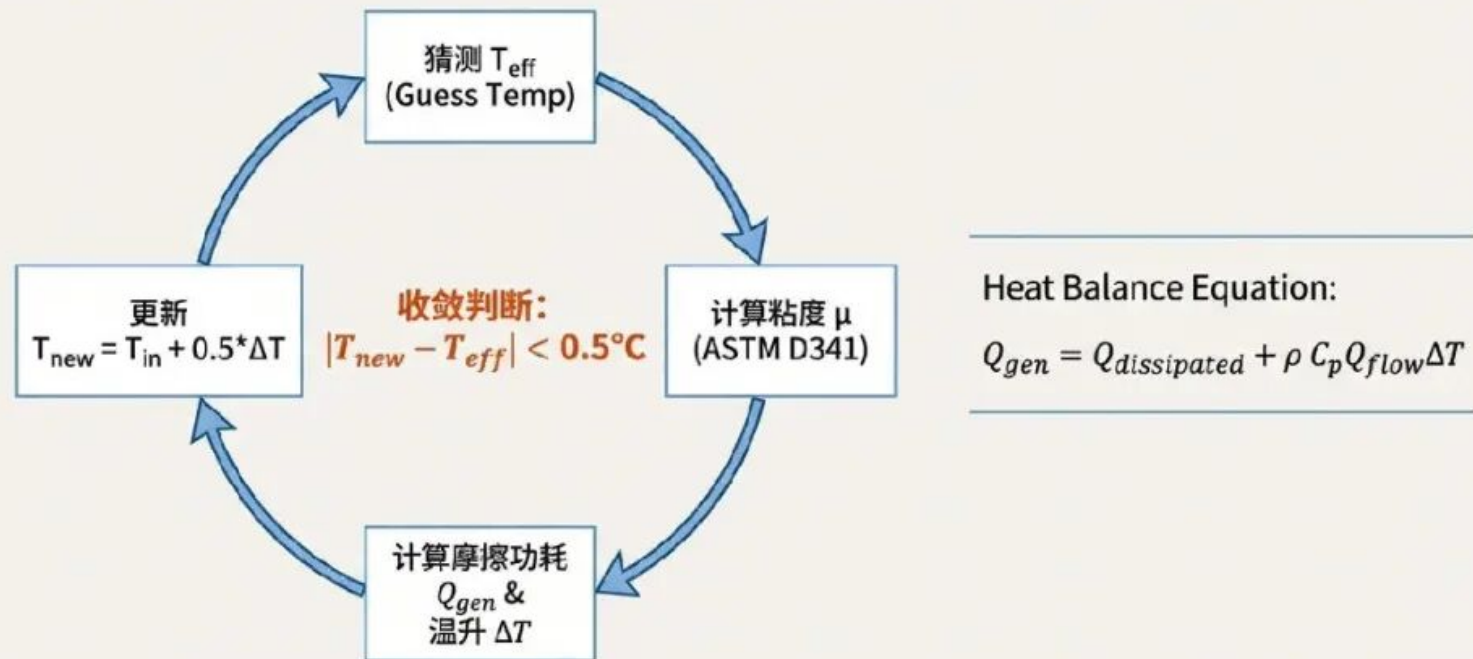 猜测 T_eff
(Guess Temp)
更新
T_new = T_in + 0.5*ΔT
收敛判断：
|T_new − T_eff| < 0.5°C
计算粘度 μ
(ASTM D341)
计算摩擦功耗
Q_gen &
温升 ΔT
Heat Balance Equation:
Q_gen = Q_dissipated + ρ C_p Q_flow ΔT